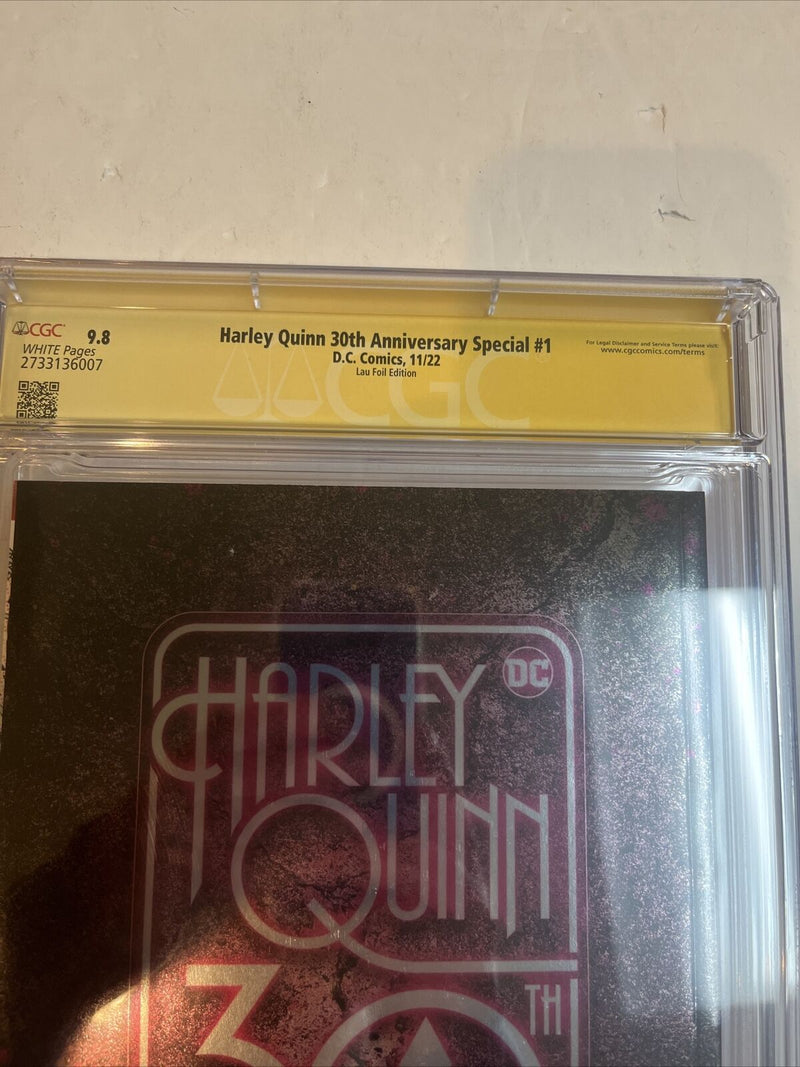 CGC 9.8
WHITE Pages
2733136007
Harley Quinn 30th Anniversary Special #1
D.C. Comics, 11/22
Lau Foil Edition
For Legal Disclaimer and Service Terms please visit:
www.cgccomics.com/terms
CGC
DC
HARLEY
QUINN
30TH